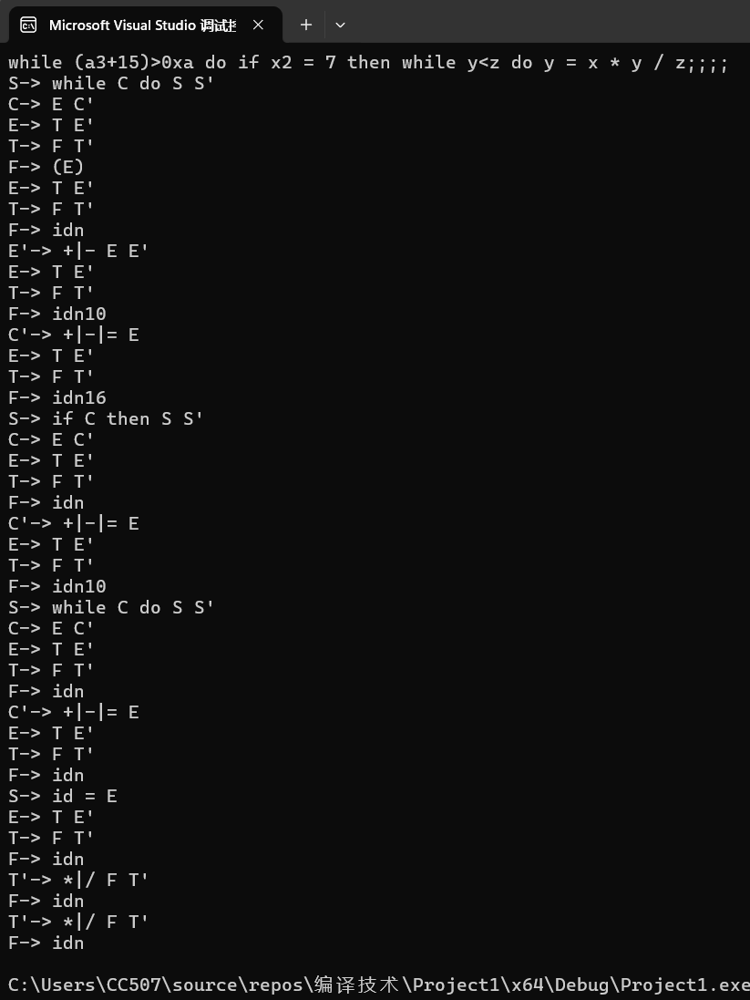 Microsoft Visual Studio 调试
while (a3+15)>0xa do if x2 = 7 then while y<z do y = x * y / z;;;;
S-> while C do S S'
C-> E C'
E-> T E'
T-> F T'
F-> (E)
E-> T E'
T-> F T'
F-> idn
E'-> +|- E E'
E-> T E'
T-> F T'
F-> idn10
C'-> +|-|= E
E-> T E'
T-> F T'
F-> idn16
S-> if C then S S'
C-> E C'
E-> T E'
T-> F T'
F-> idn
C'-> +|-|= E
E-> T E'
T-> F T'
F-> idn10
S-> while C do S S'
C-> E C'
E-> T E'
T-> F T'
F-> idn
C'-> +|-|= E
E-> T E'
T-> F T'
F-> idn
S-> id = E
E-> T E'
T-> F T'
F-> idn
T'-> *|/ F T'
F-> idn
T'-> *|/ F T'
F-> idn
C:\Users\CC507\source\repos\编译技术\Project1\x64\Debug\Project1.exe